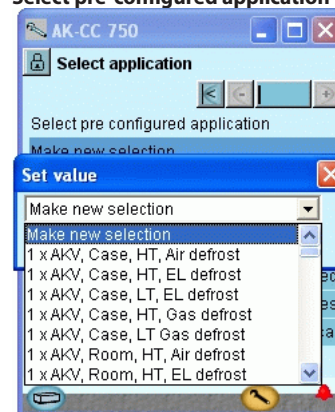 Select pre-configured application
AK-CC 750
Select application
Select pre configured application
Make new selection
Set value
Make new selection
Make new selection
1 x AKV, Case, HT, Air defrost
1 x AKV, Case, HT, EL defrost
1 x AKV, Case, LT, EL defrost
1 x AKV, Case, HT, Gas defrost
1 x AKV, Case, LT Gas defrost
1 x AKV, Room, HT, Air defrost
1 x AKV, Room, HT, EL defrost